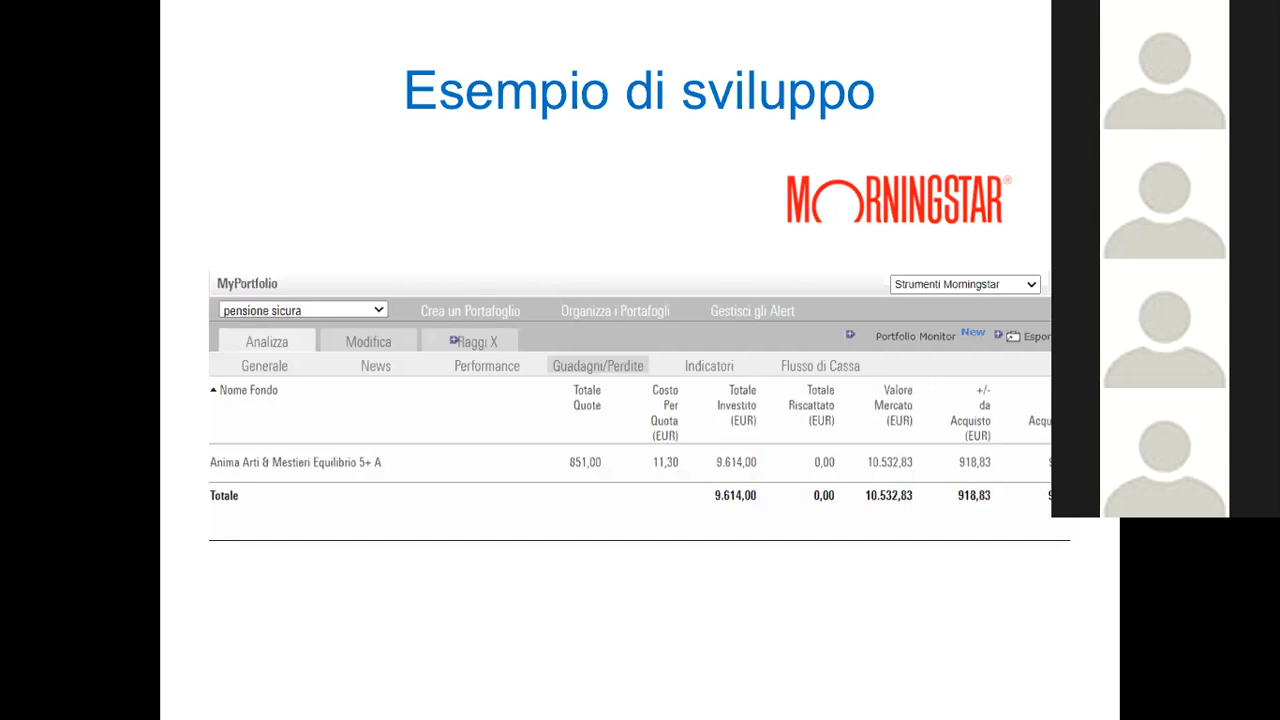 Esempio di sviluppo
MORNINGSTAR®
MyPortfolio
Strumenti Morningstar
pensione sicura
Crea un Portafoglio
Organizza i Portafogli
Gestisci gli Alert
Analizza
Modifica
Raggi X
Portfolio Monitor New
Espor
Generale
News
Performance
Guadagni/Perdite
Indicatori
Flusso di Cassa
Nome Fondo
Totale
Quote
Costo
Per
Quota
(EUR)
Totale
Investito
(EUR)
Totale
Riscattato
(EUR)
Valore
Mercato
(EUR)
+/-
da
Acquisto
(EUR)
Acqu
Anima Arti & Mestieri Equilibrio 5+ A 851,00 11,30 9.614,00 0,00 10.532,83 918,83 9
Totale 9.614,00 0,00 10.532,83 918,83 9